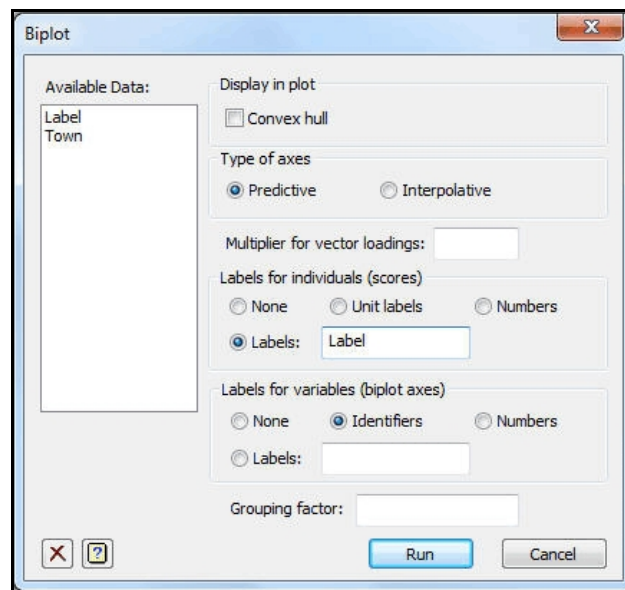 Biplot
Available Data:
Label
Town
Display in plot
Convex hull
Type of axes
Predictive Interpolative
Multiplier for vector loadings:
Labels for individuals (scores)
None Unit labels Numbers
Labels: Label
Labels for variables (biplot axes)
None Identifiers Numbers
Labels:
Grouping factor:
Run Cancel